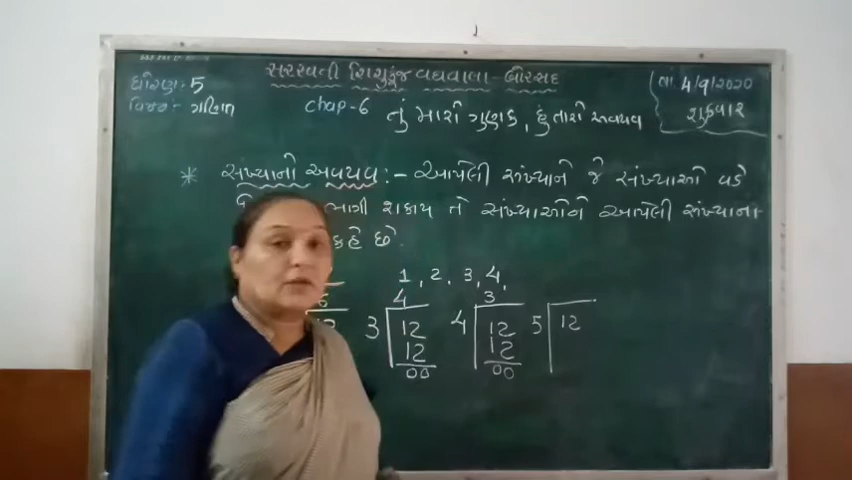 સરસ્વતી શિશુકુંજ વઘવાલા - બોરસદ
ધોરણ:- 5
વિષય:- ગણિત
તા. 4/9/2020
શુક્રવાર
Chap-6 તું મારો ગુણક, હું તારો અવયવ
* સંખ્યાનો અવયવ :- આપેલી સંખ્યાને જે સંખ્યાઓ વડે
ભાગી શકાય તે સંખ્યાઓને આપેલી સંખ્યાના
કહે છે.
1, 2, 3, 4,
6 4 3
12 3 12 4 12 5 12
12 12
00 00